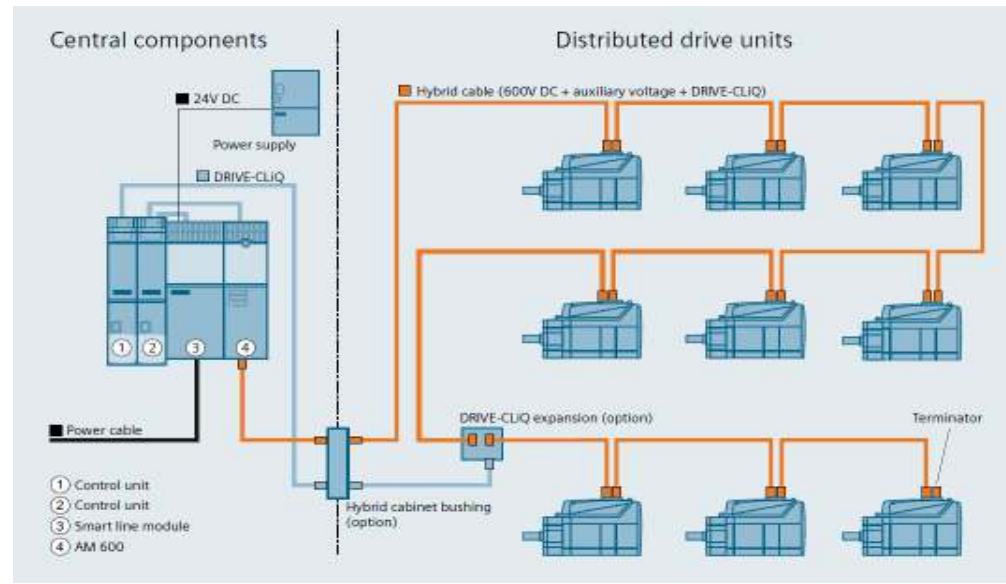 Central components
Distributed drive units
24V DC
Hybrid cable (600V DC + auxiliary voltage + DRIVE-CLiQ)
Power supply
DRIVE-CLiQ
1 2 3 4
DRIVE-CLiQ expansion (option)
Terminator
Power cable
1 Control unit
2 Control unit
3 Smart line module
4 AM 600
Hybrid cabinet bushing
(option)